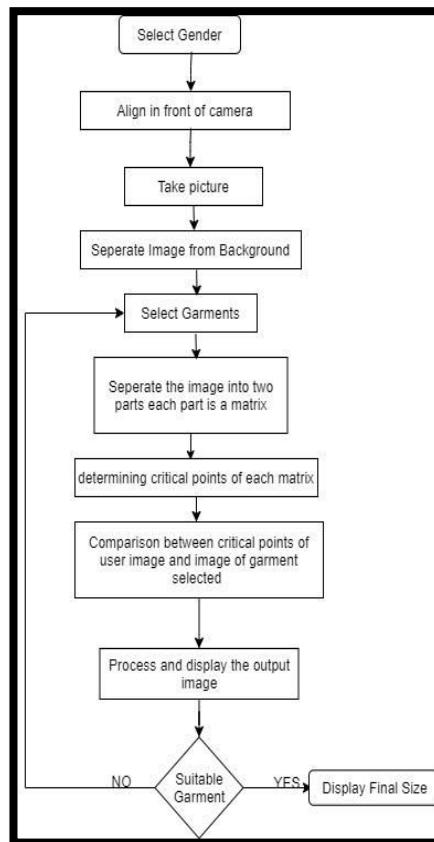 Select Gender
Align in front of camera
Take picture
Seperate Image from Background
Select Garments
Seperate the image into two
parts each part is a matrix
determining critical points of each matrix
Comparison between critical points of
user image and image of garment
selected
Process and display the output
image
NO
Suitable
Garment
YES
Display Final Size